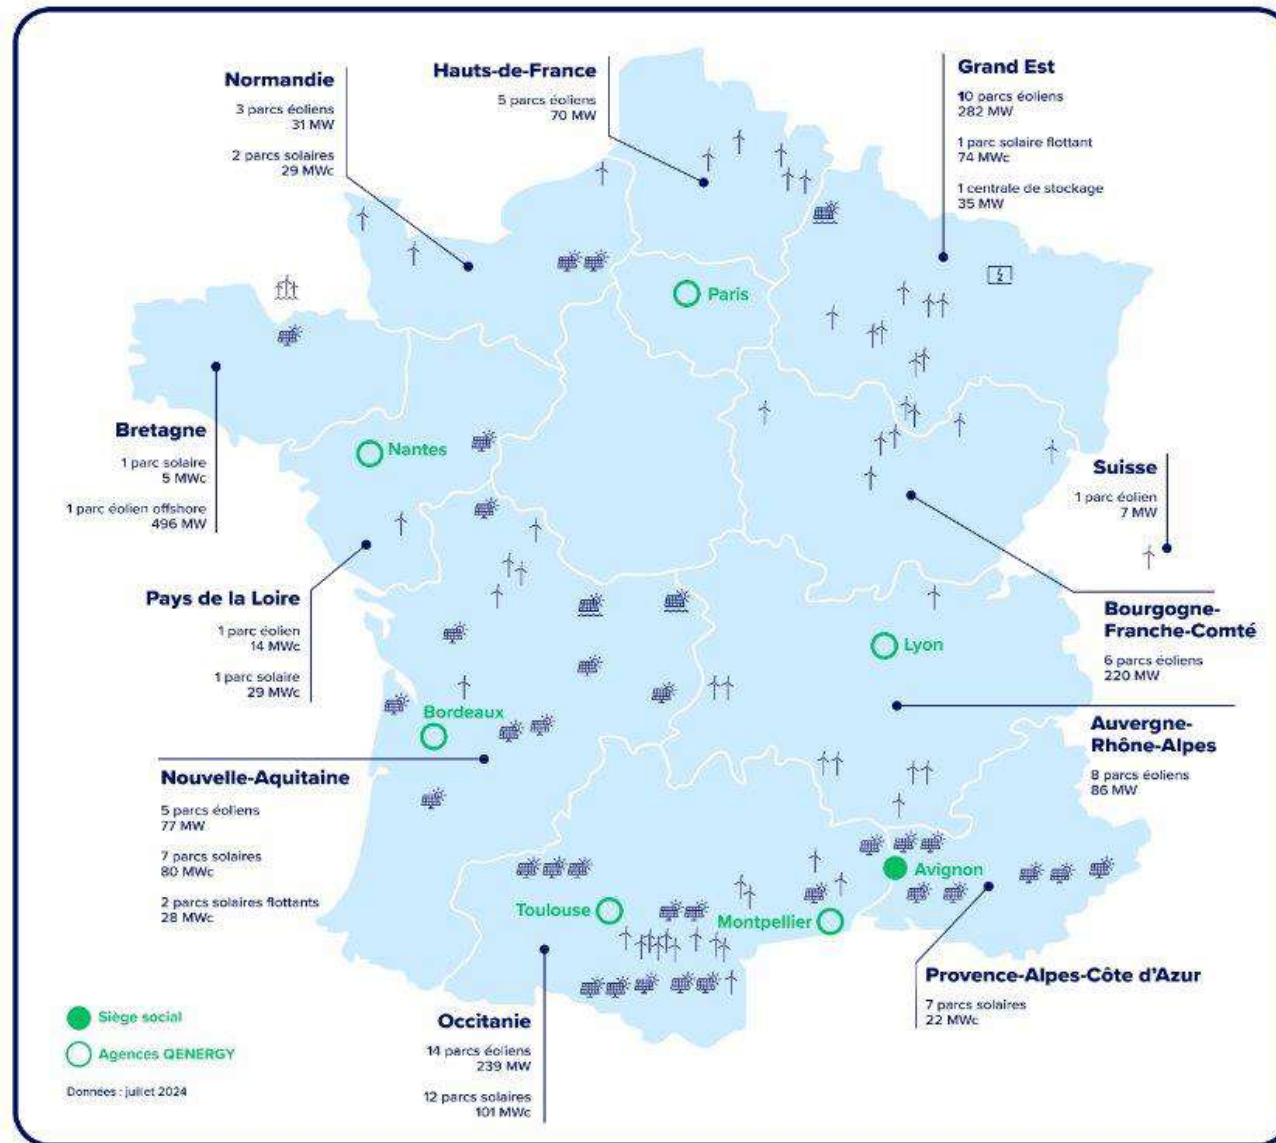 Normandie
3 parcs éoliens
31 MW
2 parcs solaires
29 MWc
Hauts-de-France
5 parcs éoliens
70 MW
Grand Est
10 parcs éoliens
282 MW
1 parc solaire flottant
74 MWc
1 centrale de stockage
35 MW
Paris
Bretagne
1 parc solaire
5 MWc
1 parc éolien offshore
496 MW
Nantes
Suisse
1 parc éolien
7 MW
Pays de la Loire
1 parc éolien
14 MWc
1 parc solaire
29 MWc
Bourgogne-
Franche-Comté
6 parcs éoliens
220 MW
Lyon
Bordeaux
Auvergne-
Rhône-Alpes
8 parcs éoliens
86 MW
Nouvelle-Aquitaine
5 parcs éoliens
77 MW
7 parcs solaires
80 MWc
2 parcs solaires flottants
28 MWc
Avignon
Toulouse
Montpellier
Provence-Alpes-Côte d'Azur
7 parcs solaires
22 MWc
Occitanie
14 parcs éoliens
239 MW
12 parcs solaires
101 MWc
Siège social
Agences QENERGY
Données : juillet 2024